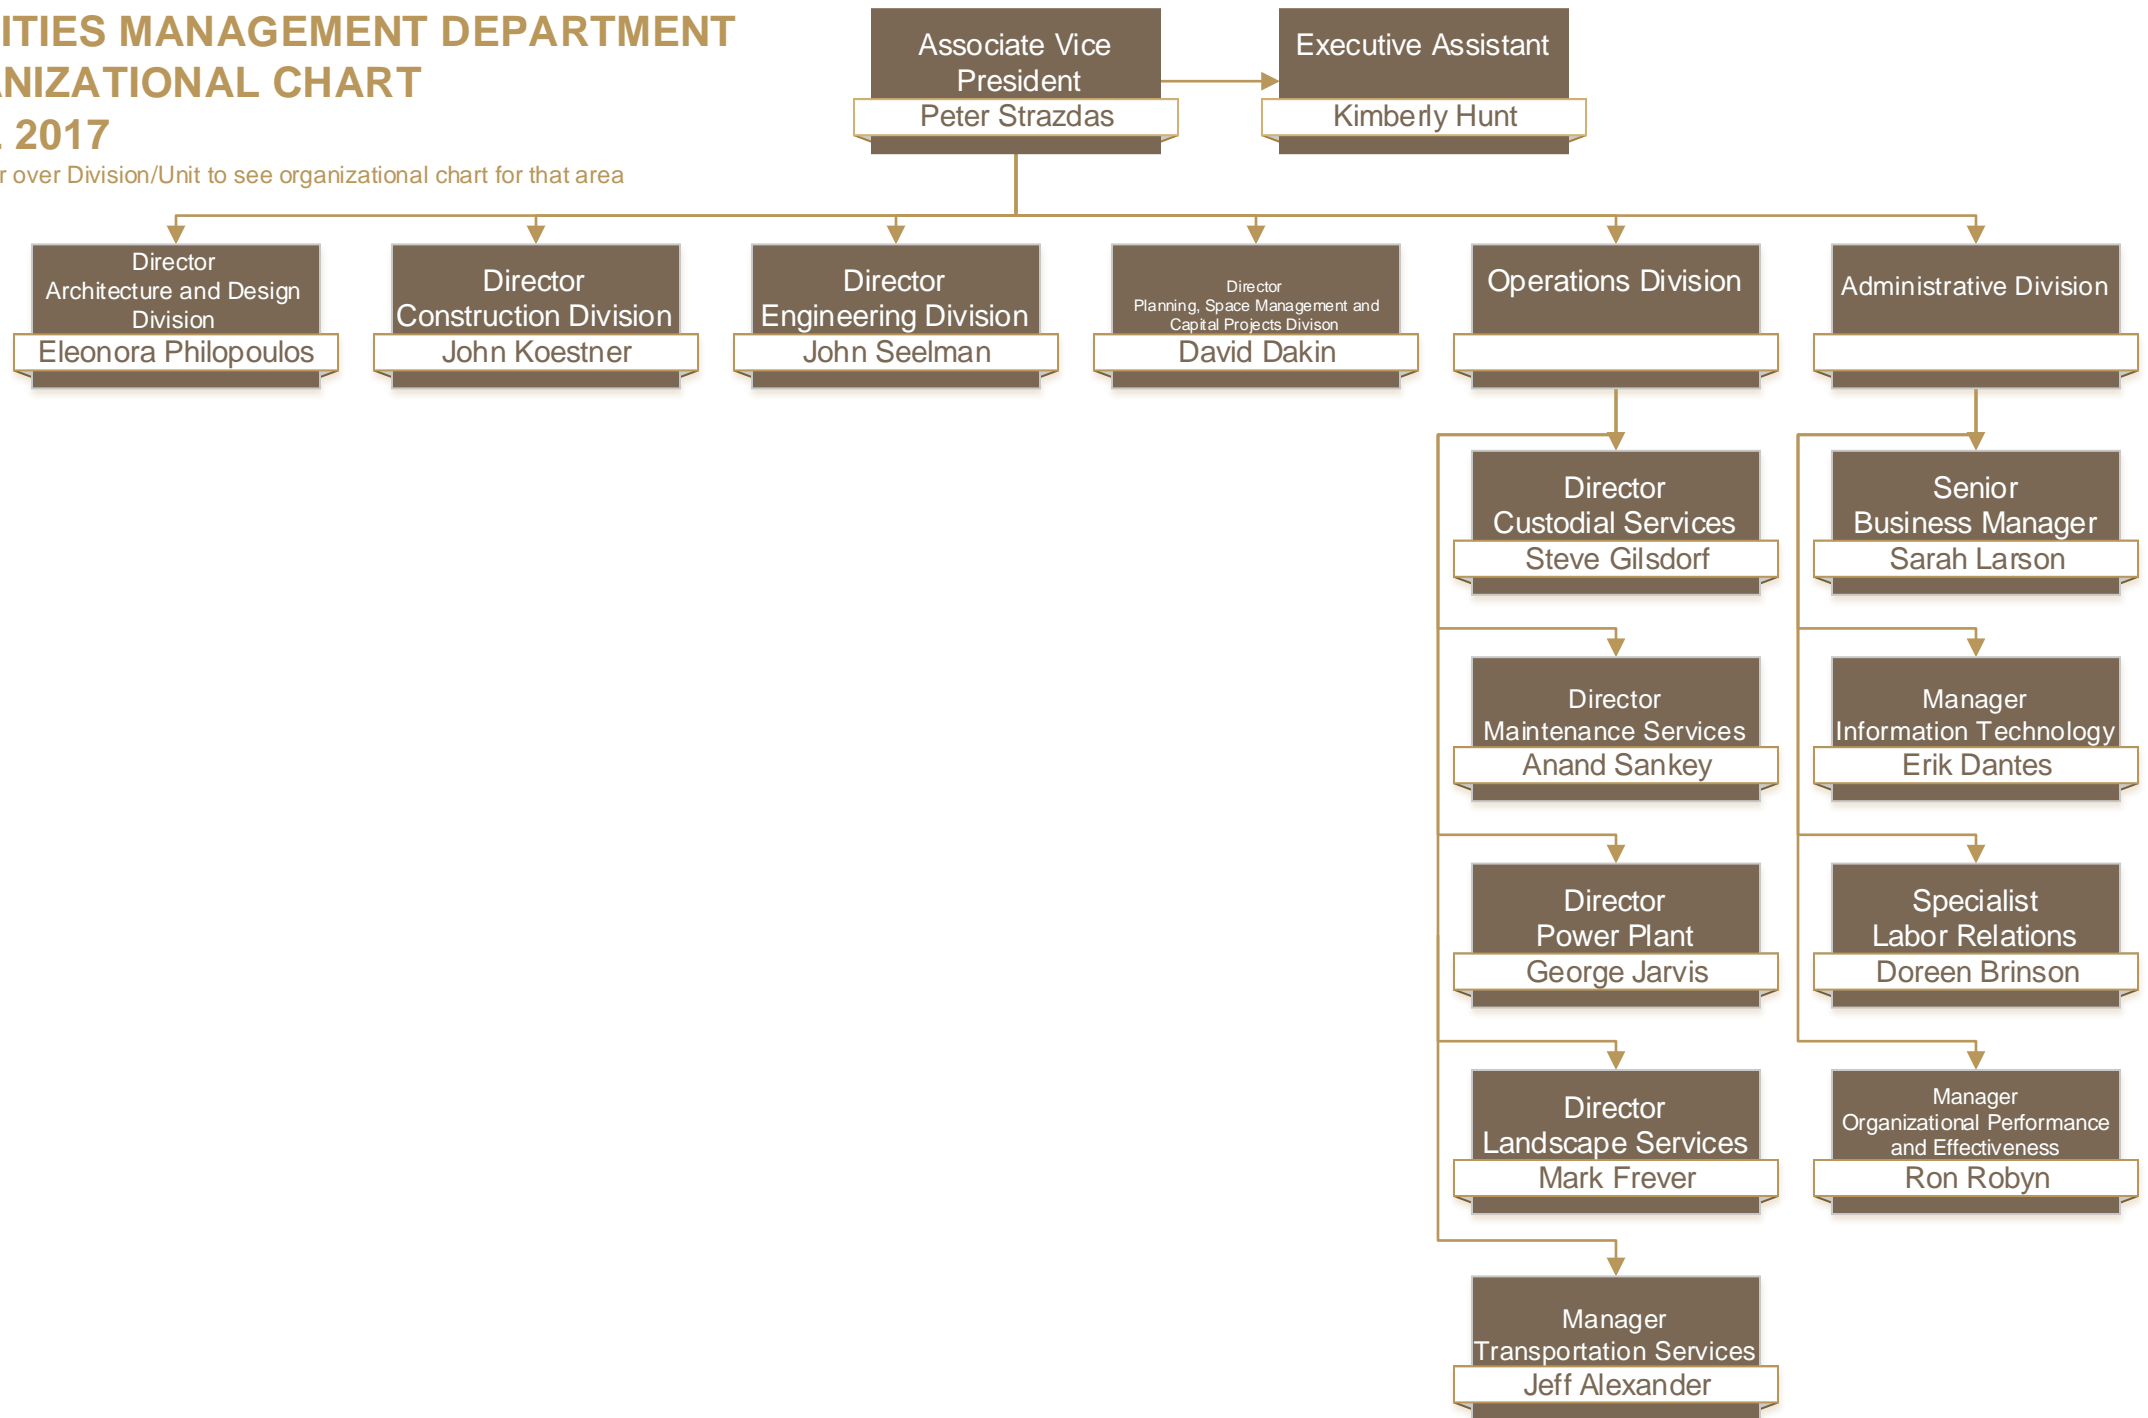 ITIES MANAGEMENT DEPARTMENT
ANIZATIONAL CHART
2017
r over Division/Unit to see organizational chart for that area
Associate Vice
President
Peter Strazdas
Executive Assistant
Kimberly Hunt
Director
Architecture and Design
Division
Eleonora Philopoulos
Director
Construction Division
John Koestner
Director
Engineering Division
John Seelman
Director
Planning, Space Management and
Capital Projects Divison
David Dakin
Operations Division
Administrative Division
Director
Custodial Services
Steve Gilsdorf
Senior
Business Manager
Sarah Larson
Director
Maintenance Services
Anand Sankey
Manager
Information Technology
Erik Dantes
Director
Power Plant
George Jarvis
Specialist
Labor Relations
Doreen Brinson
Director
Landscape Services
Mark Frever
Manager
Organizational Performance
and Effectiveness
Ron Robyn
Manager
Transportation Services
Jeff Alexander